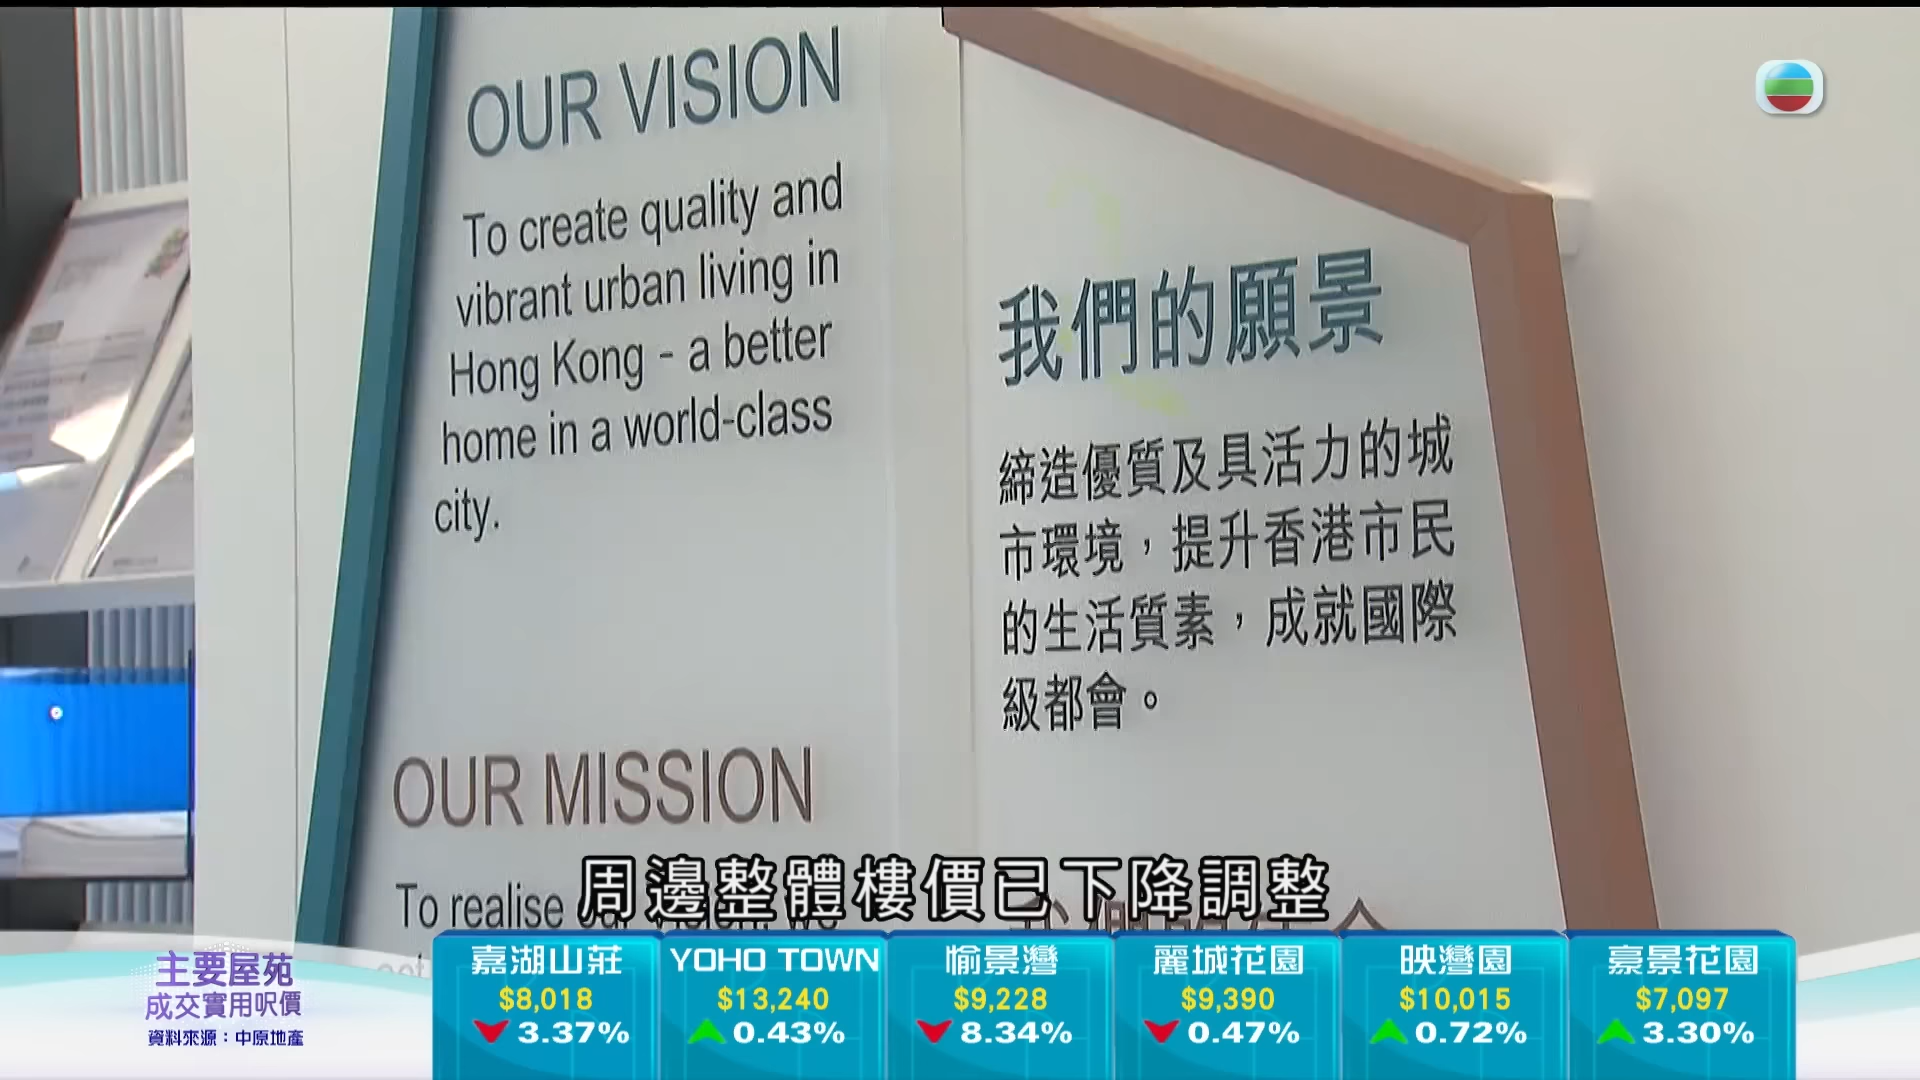 OUR VISION
To create quality and
vibrant urban living in
Hong Kong - a better
home in a world-class
city.
我們的願景
締造優質及具活力的城
市環境，提升香港市民
的生活質素，成就國際
級都會。
OUR MISSION
To realise our vision, we
周邊整體樓價已下降調整
主要屋苑
成交實用呎價
資料來源：中原地產
嘉湖山莊
$8,018
3.37%
YOHO TOWN
$13,240
0.43%
愉景灣
$9,228
8.34%
麗城花園
$9,390
0.47%
映灣園
$10,015
0.72%
豪景花園
$7,097
3.30%